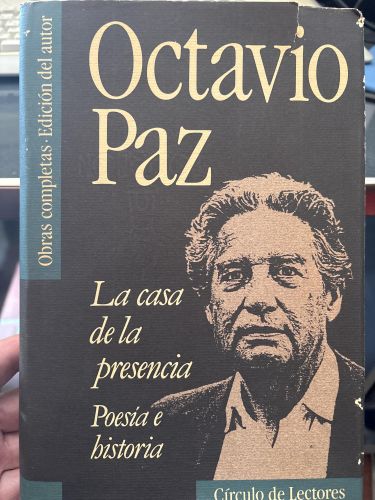 Octavio
Paz
Obras completas · Edición del autor
La casa
de la
presencia
Poesía e
historia
Círculo de Lectores